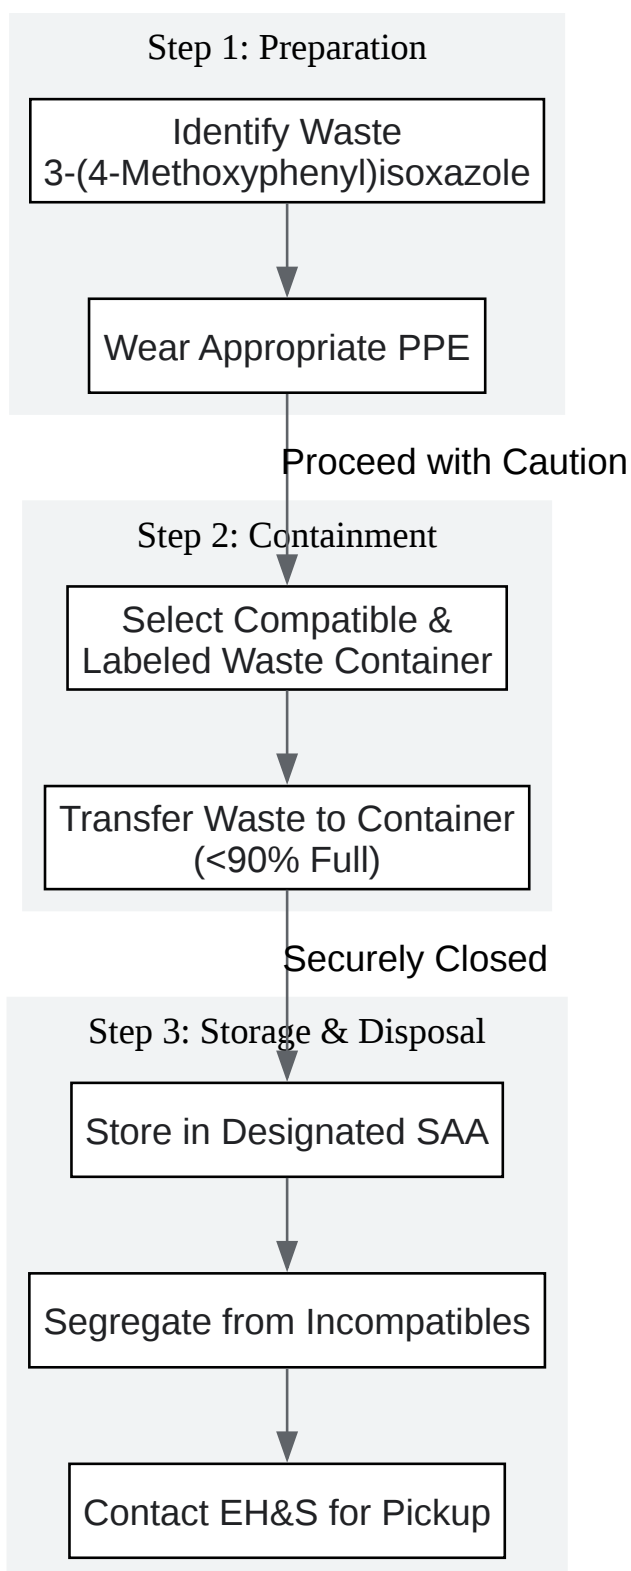 Step 1: Preparation
Identify Waste
3-(4-Methoxyphenyl)isoxazole
Wear Appropriate PPE
Proceed with Caution
Step 2: Containment
Select Compatible &
Labeled Waste Container
Transfer Waste to Container
(<90% Full)
Securely Closed
Step 3: Storage & Disposal
Store in Designated SAA
Segregate from Incompatibles
Contact EH&S for Pickup